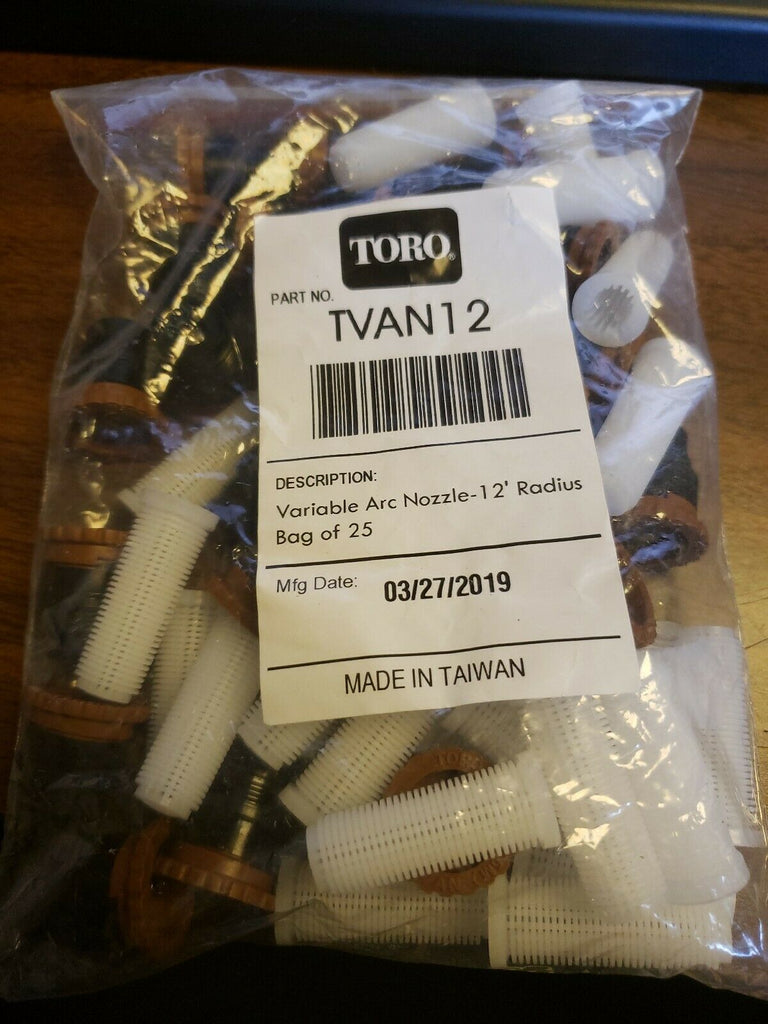 TORO®
PART NO.
TVAN12
DESCRIPTION:
Variable Arc Nozzle-12' Radius
Bag of 25
Mfg Date: 03/27/2019
MADE IN TAIWAN
TORO